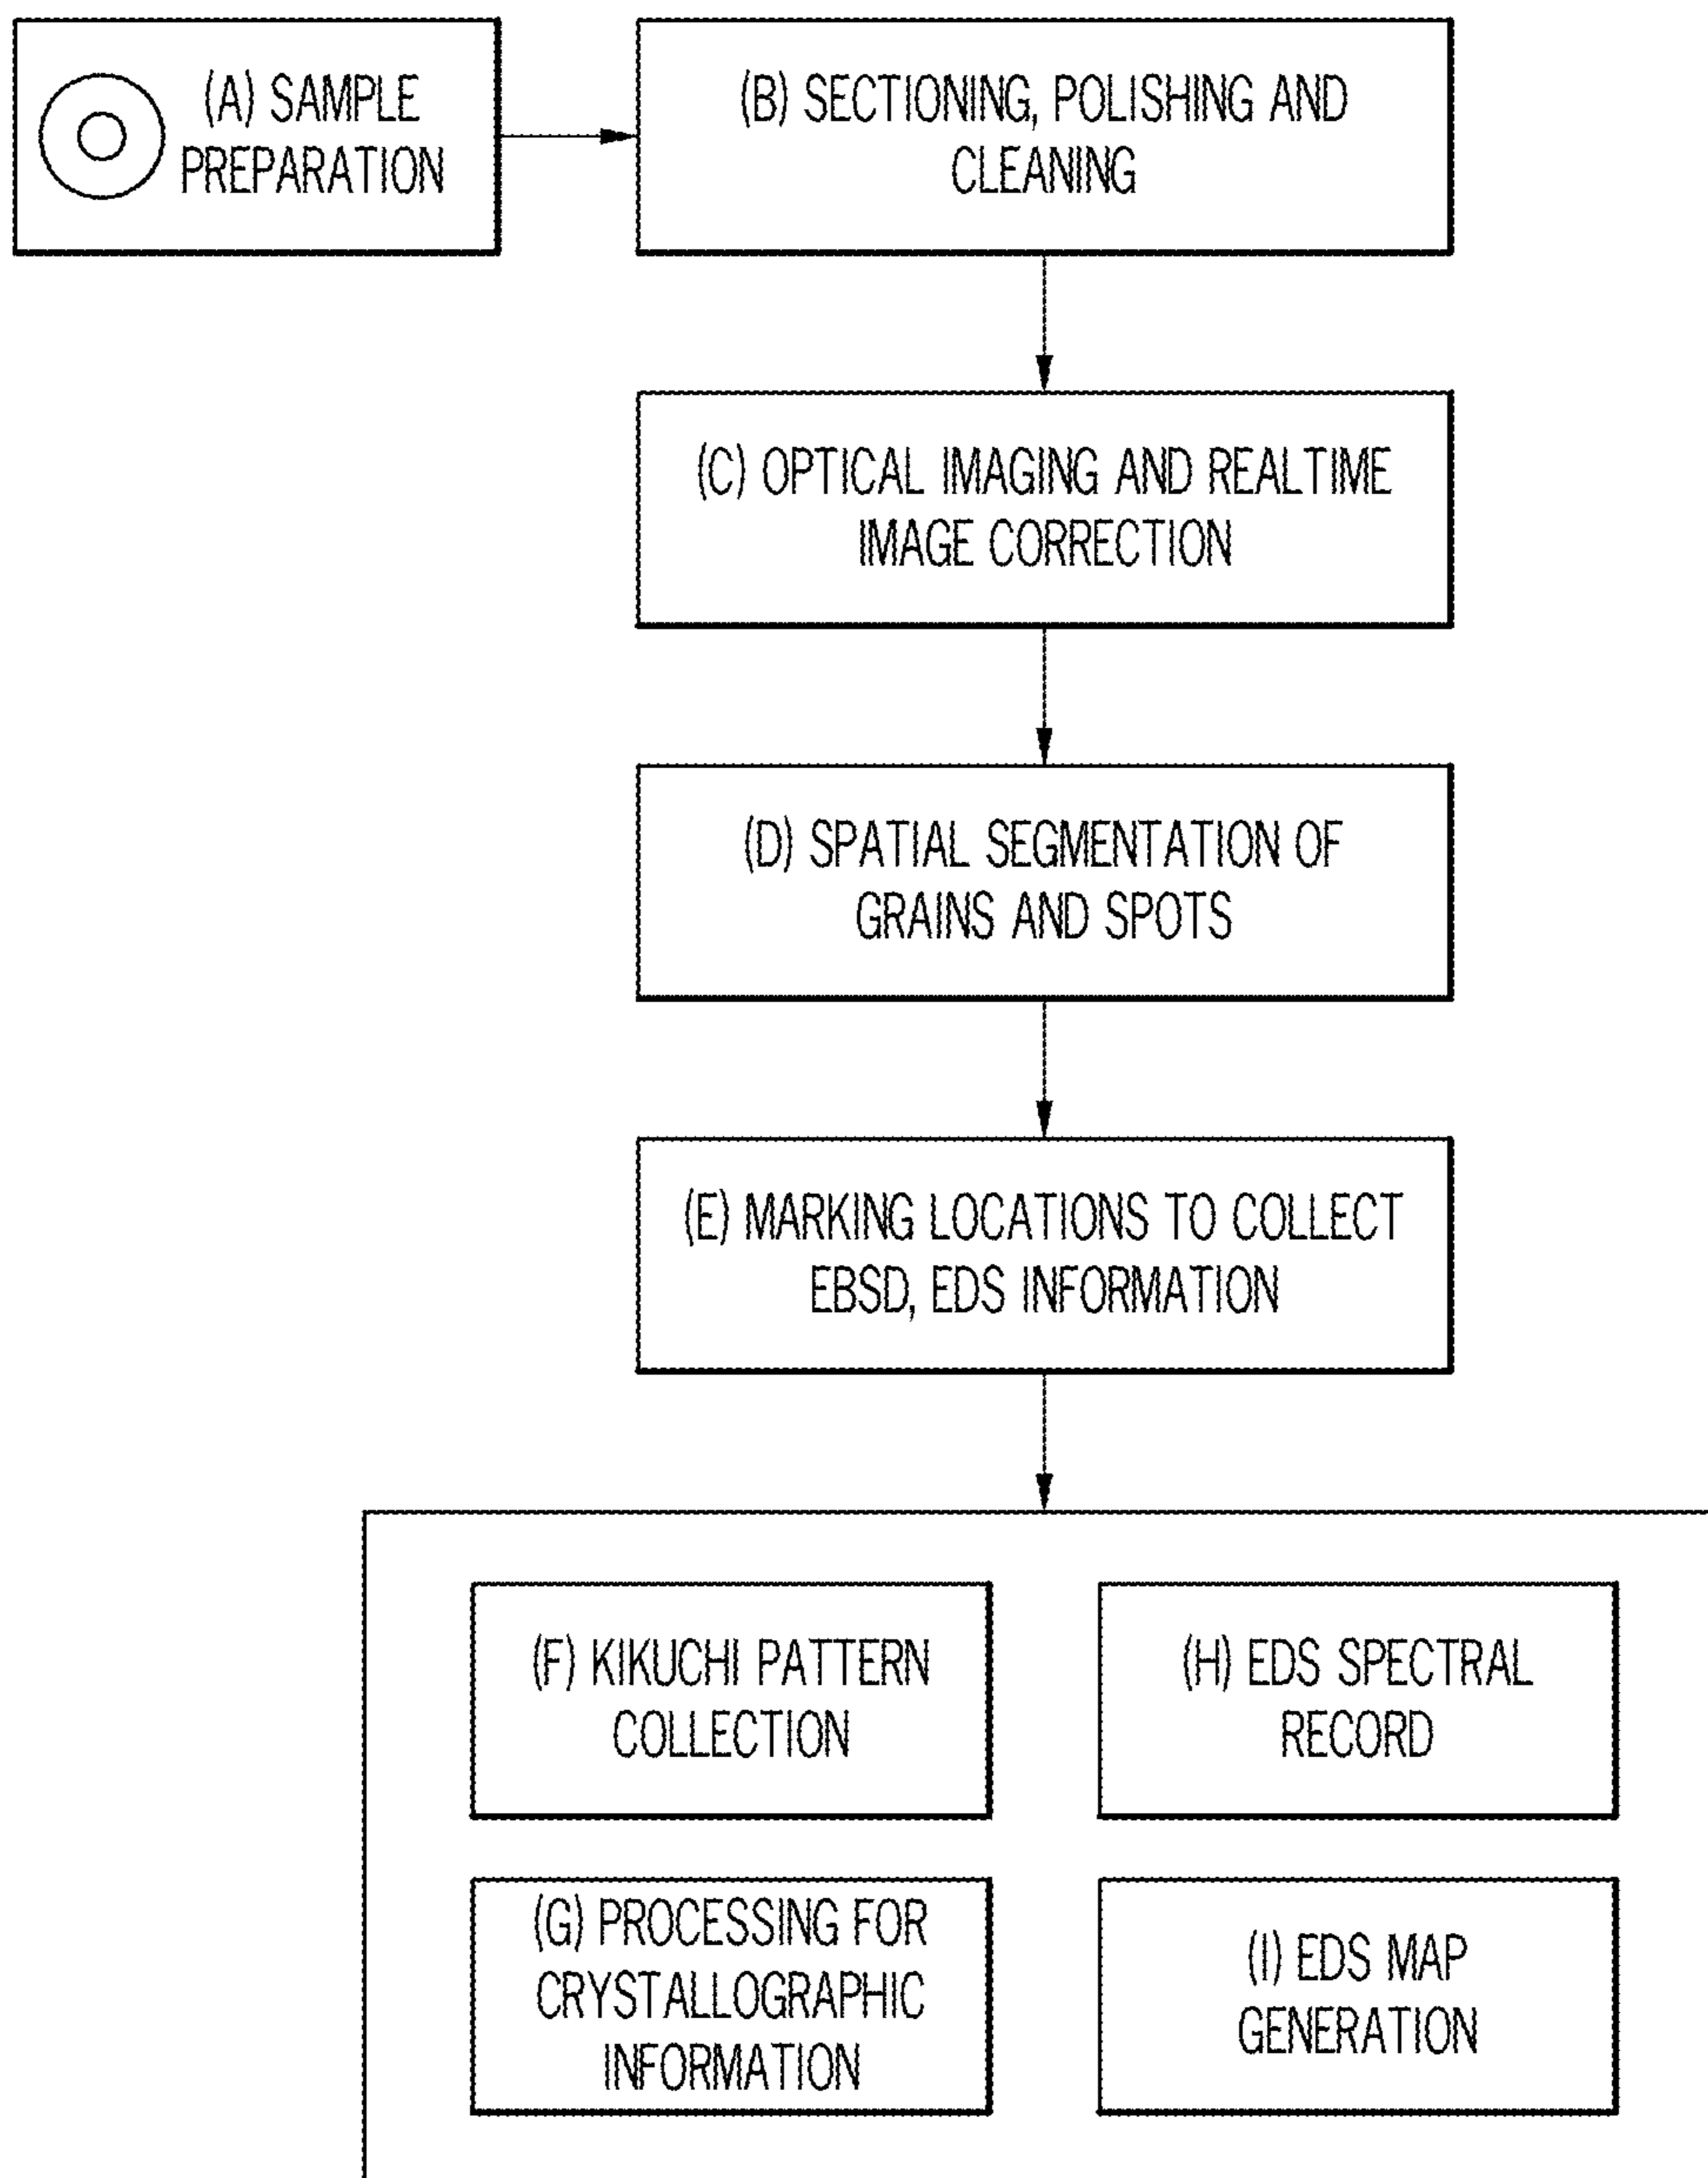 (A) SAMPLE
PREPARATION
(B) SECTIONING, POLISHING AND
CLEANING
(C) OPTICAL IMAGING AND REALTIME
IMAGE CORRECTION
(D) SPATIAL SEGMENTATION OF
GRAINS AND SPOTS
(E) MARKING LOCATIONS TO COLLECT
EBSD, EDS INFORMATION
(F) KIKUCHI PATTERN
COLLECTION
(G) PROCESSING FOR
CRYSTALLOGRAPHIC
INFORMATION
(H) EDS SPECTRAL
RECORD
(I) EDS MAP
GENERATION